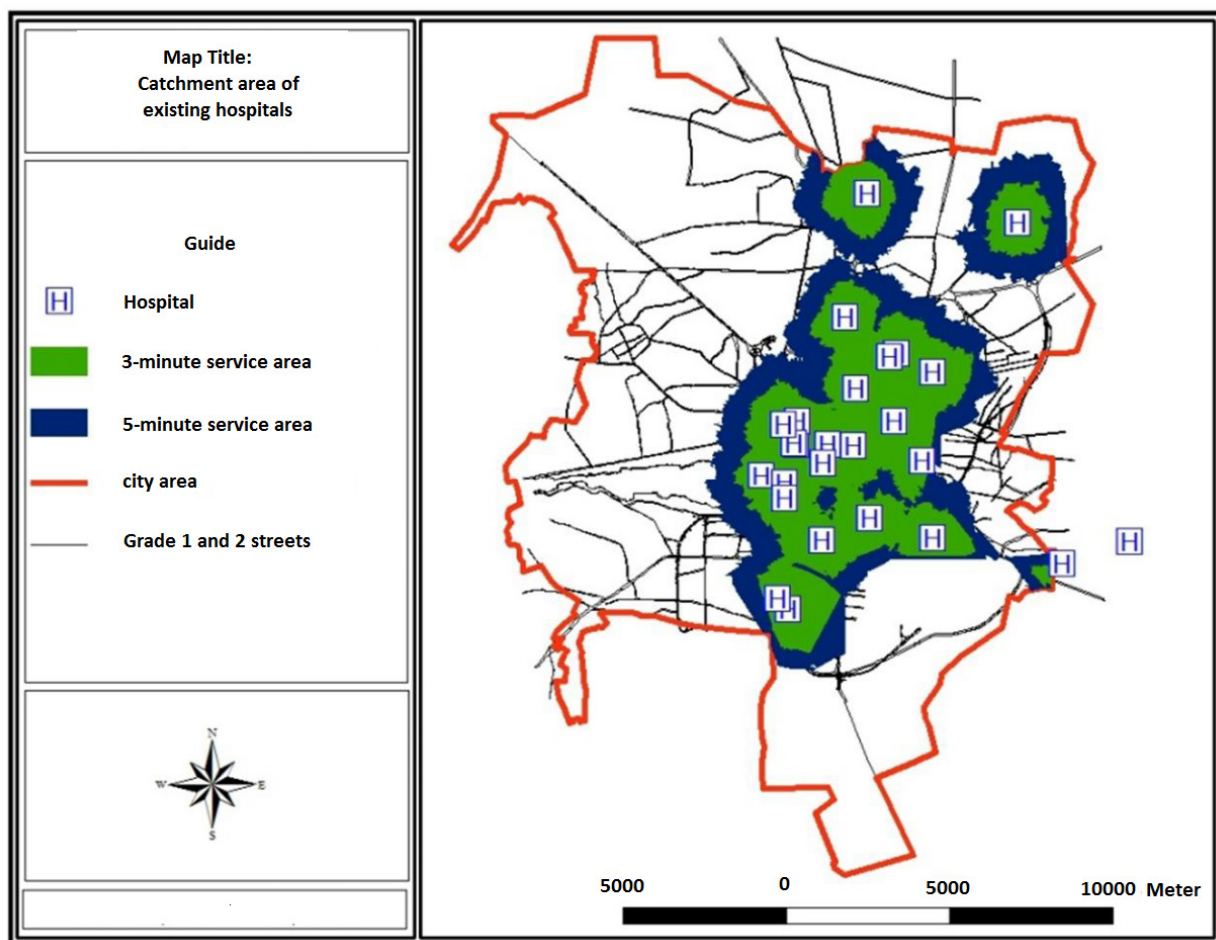 Map Title:
Catchment area of
existing hospitals
Guide
H Hospital
3-minute service area
5-minute service area
city area
Grade 1 and 2 streets
N
W E
S
H
H
H
H H
H
H
H
H H
H
H H
H
H
H
H
H
H
H
H
H
H
H
H
H
5000 0 5000 10000 Meter